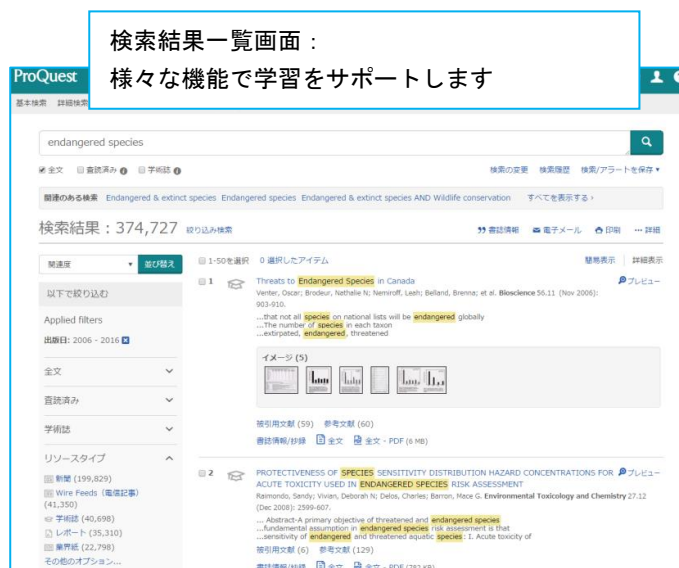 検索結果一覧画面：
様々な機能で学習をサポートします
ProQuest
基本検索 詳細検索
endangered species
全文 査読済み 学術誌
検索の変更 検索履歴 検索/アラートを保存
関連のある検索 Endangered & extinct species Endangered species Endangered & extinct species AND Wildlife conservation すべてを表示する ›
検索結果：374,727 絞り込み検索
書誌情報 電子メール 印刷 ••• 詳細
関連度 並び替え
1-50を選択 0 選択したアイテム
簡易表示 詳細表示
以下で絞り込む
Applied filters
出版日: 2006 - 2016
全文
査読済み
学術誌
リソースタイプ
新聞 (199,829)
Wire Feeds（電信記事）
(41,350)
学術誌 (40,698)
レポート (35,310)
業界紙 (22,798)
その他のオプション...
1 Threats to Endangered Species in Canada プレビュー
Venter, Oscar; Brodeur, Nathalie N; Nemiroff, Leah; Belland, Brenna; et al. Bioscience 56.11 (Nov 2006):
903-910.
...that not all species on national lists will be endangered globally
...The number of species in each taxon
...extirpated, endangered, threatened
イメージ (5)
被引用文献 (59) 参考文献 (60)
書誌情報/抄録 全文 全文 - PDF (6 MB)
2 PROTECTIVENESS OF SPECIES SENSITIVITY DISTRIBUTION HAZARD CONCENTRATIONS FOR プレビュー
ACUTE TOXICITY USED IN ENDANGERED SPECIES RISK ASSESSMENT
Raimondo, Sandy; Vivian, Deborah N; Delos, Charles; Barron, Mace G. Environmental Toxicology and Chemistry 27.12
(Dec 2008): 2599-607.
... Abstract-A primary objective of threatened and endangered species
...fundamental assumption in endangered species risk assessment is that
...sensitivity of endangered and threatened aquatic species: I. Acute toxicity of
被引用文献 (6) 参考文献 (129)
書誌情報/抄録 全文 全文 - PDF (782 KB)